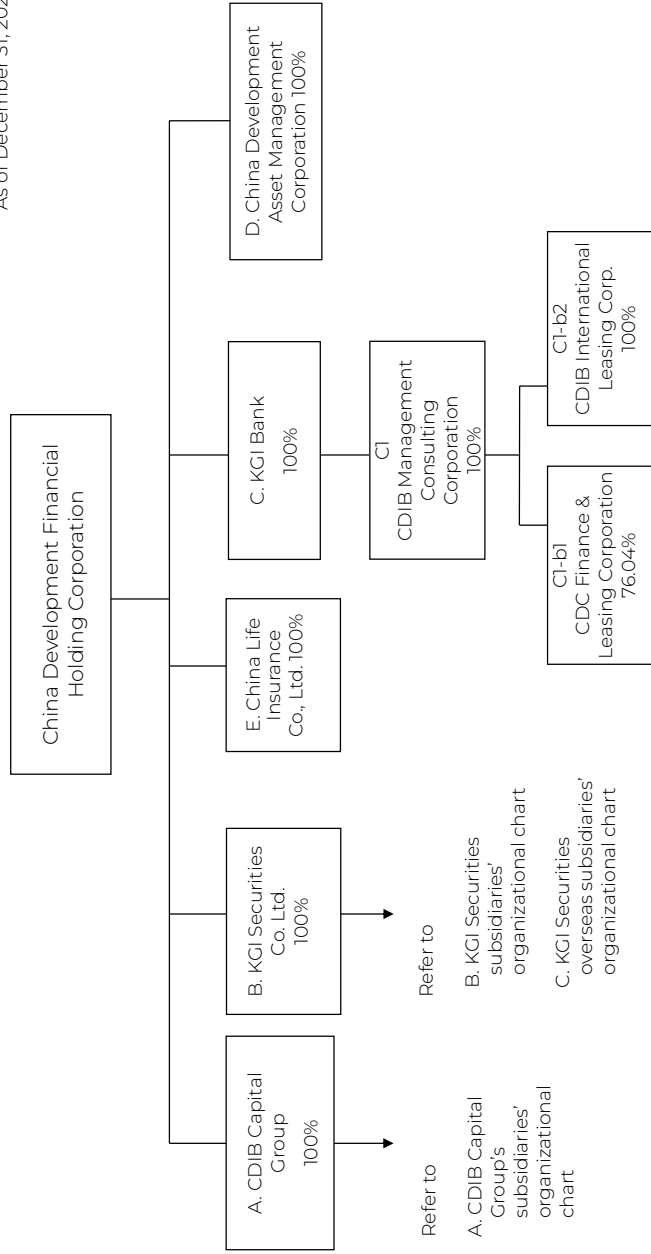 As of December 31, 202
China Development Financial
Holding Corporation
A. CDIB Capital
Group
100%
B. KGI Securities
Co. Ltd.
100%
E. China Life
Insurance
Co., Ltd. 100%
C. KGI Bank
100%
D. China Development
Asset Management
Corporation 100%
Refer to
A. CDIB Capital
Group's
subsidiaries'
organizational
chart
Refer to
B. KGI Securities
subsidiaries'
organizational chart
C. KGI Securities
overseas subsidiaries'
organizational chart
C1
CDIB Management
Consulting
Corporation
100%
C1-b1
CDC Finance &
Leasing Corporation
76.04%
C1-b2
CDIB International
Leasing Corp.
100%